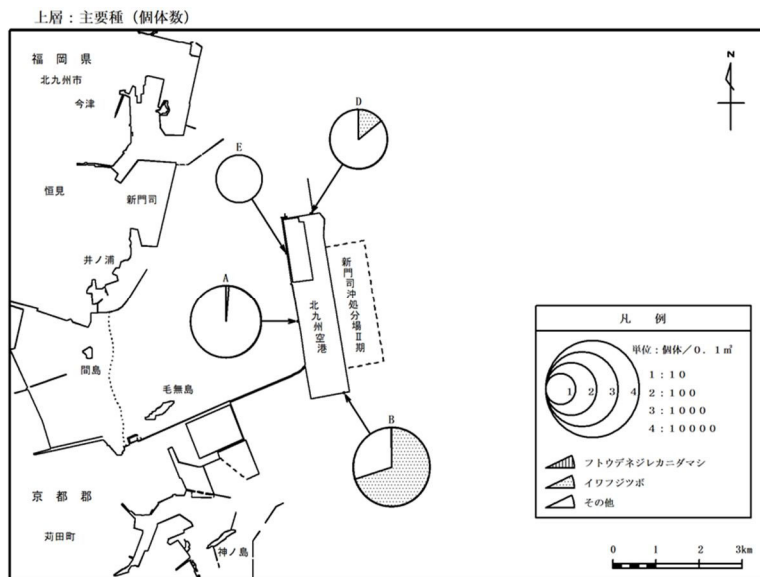 上層：主要種（個体数）
福岡県
北九州市
今津
N
D
E
恒見
新門司
井ノ浦
A
北九州空港
新門司沖処分場Ⅱ期
間島
毛無島
B
京都郡
苅田町
神ノ島
凡例
単位：個体／０．１㎡
1 2 3 4
１：１０
２：１００
３：１０００
４：１００００
フトウデネジレカニダマシ
イワフジツボ
その他
0 1 2 3km